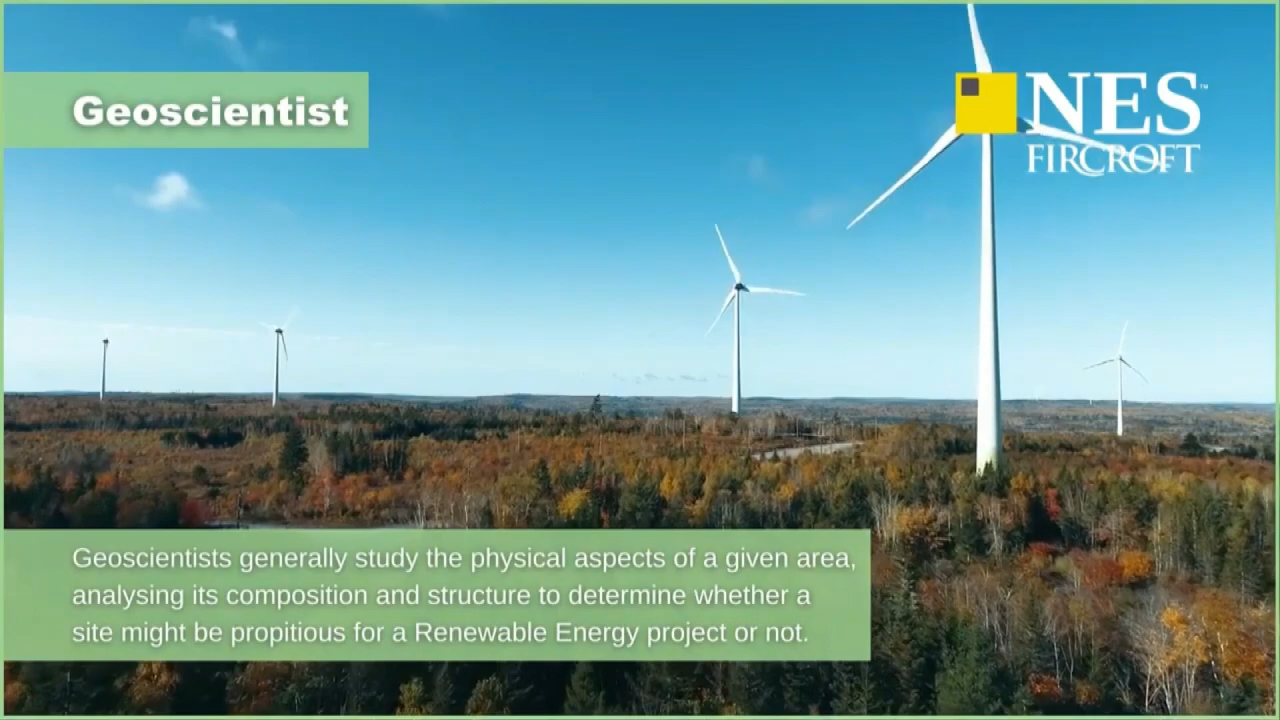 Geoscientist
NES™
FIRCROFT
Geoscientists generally study the physical aspects of a given area,
analysing its composition and structure to determine whether a
site might be propitious for a Renewable Energy project or not.